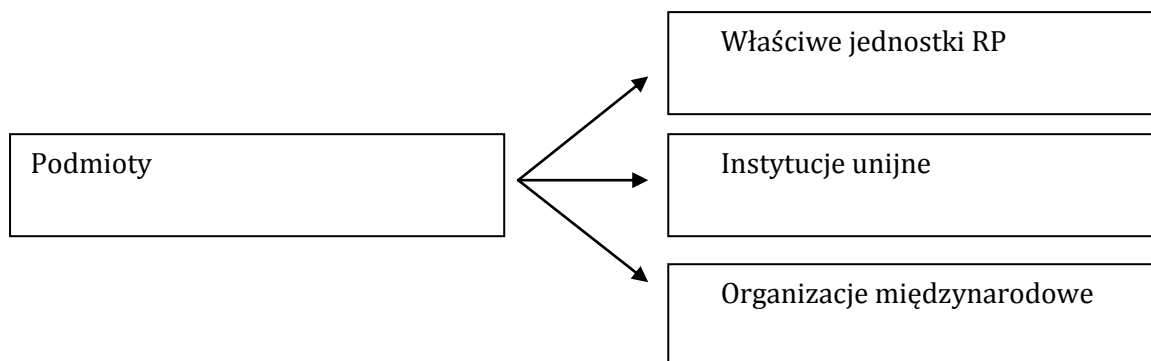 Właściwe jednostki RP
Podmioty
Instytucje unijne
Organizacje międzynarodowe